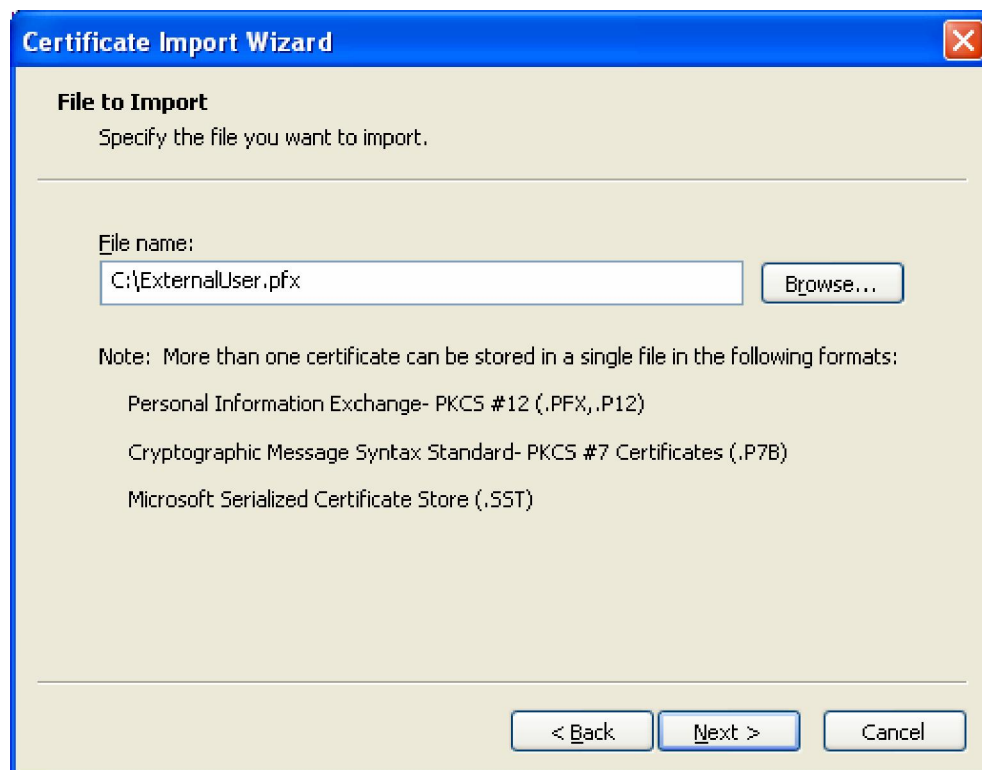 Certificate Import Wizard
File to Import
Specify the file you want to import.
File name:
C:\ExternalUser.pfx
Browse...
Note: More than one certificate can be stored in a single file in the following formats:
Personal Information Exchange- PKCS #12 (.PFX,.P12)
Cryptographic Message Syntax Standard- PKCS #7 Certificates (.P7B)
Microsoft Serialized Certificate Store (.SST)
< Back
Next >
Cancel